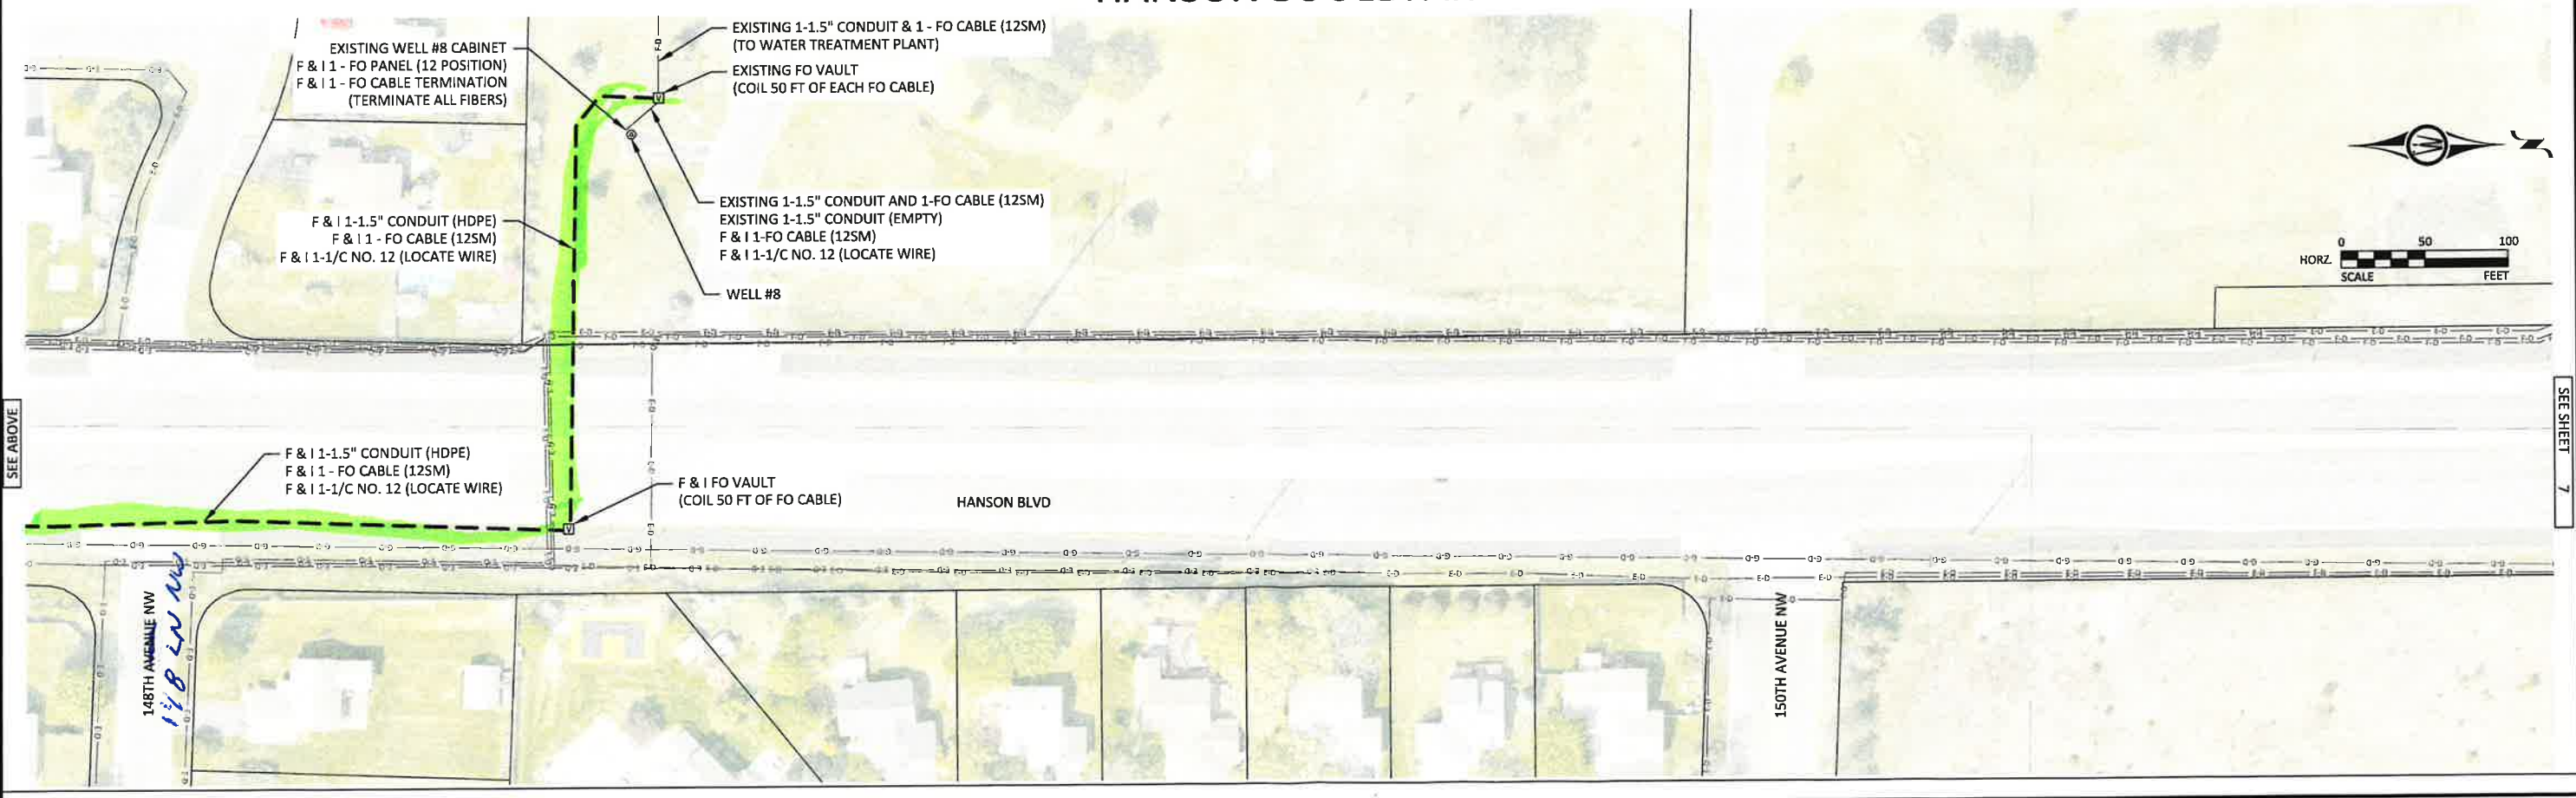 EXISTING WELL #8 CABINET
F & I 1 - FO PANEL (12 POSITION)
F & I 1 - FO CABLE TERMINATION
(TERMINATE ALL FIBERS)
EXISTING 1-1.5" CONDUIT & 1 - FO CABLE (12SM)
(TO WATER TREATMENT PLANT)
EXISTING FO VAULT
(COIL 50 FT OF EACH FO CABLE)
F & I 1-1.5" CONDUIT (HDPE)
F & I 1 - FO CABLE (12SM)
F & I 1-1/C NO. 12 (LOCATE WIRE)
EXISTING 1-1.5" CONDUIT AND 1-FO CABLE (12SM)
EXISTING 1-1.5" CONDUIT (EMPTY)
F & I 1-FO CABLE (12SM)
F & I 1-1/C NO. 12 (LOCATE WIRE)
WELL #8
0 50 100
HORZ.
SCALE FEET
SEE ABOVE
SEE SHEET 7
F & I 1-1.5" CONDUIT (HDPE)
F & I 1 - FO CABLE (12SM)
F & I 1-1/C NO. 12 (LOCATE WIRE)
F & I FO VAULT
(COIL 50 FT OF FO CABLE)
HANSON BLVD
148TH AVENUE NW
148 LN NW
150TH AVENUE NW